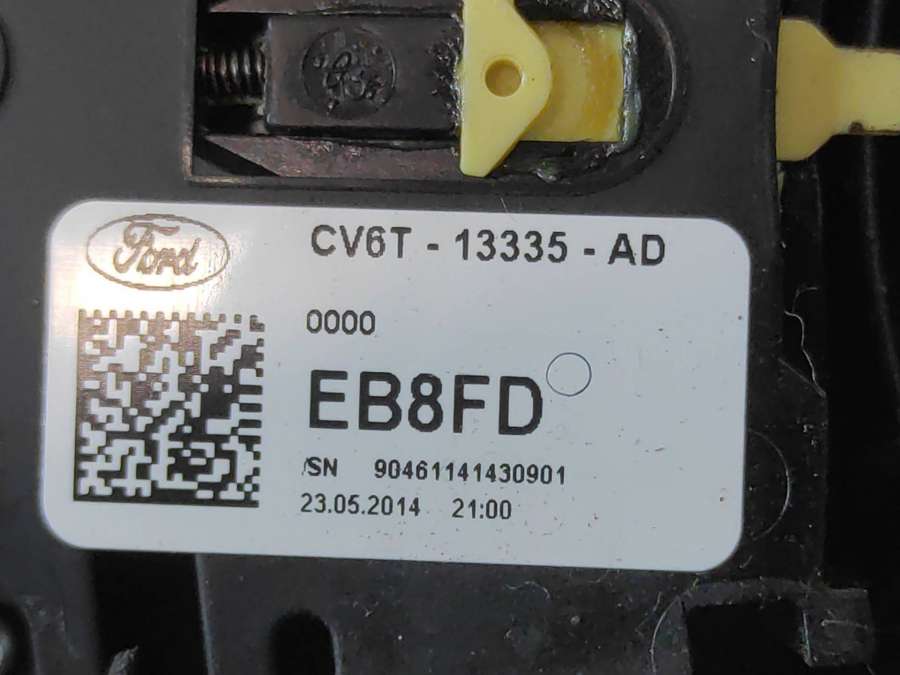 Ford
CV6T - 13335 - AD
0000
EB8FD
/SN 90461141430901
23.05.2014 21:00